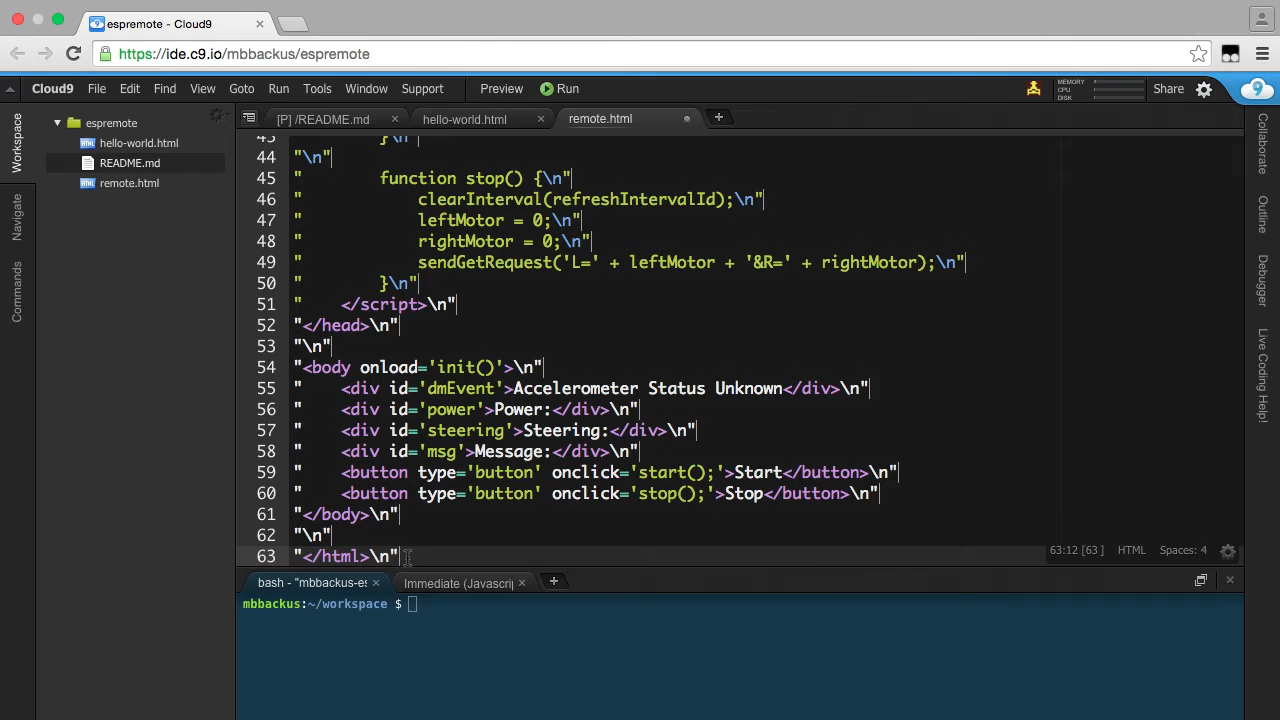 espremote - Cloud9
https://ide.c9.io/mbbackus/espremote
Cloud9 File Edit Find View Goto Run Tools Window Support Preview Run MEMORY CPU DISK Share
Workspace
Navigate
Commands
espremote
hello-world.html
README.md
remote.html
[P] /README.md hello-world.html remote.html
43 " }\n"
44 "\n"
45 " function stop() {\n"
46 " clearInterval(refreshIntervalId);\n"
47 " leftMotor = 0;\n"
48 " rightMotor = 0;\n"
49 " sendGetRequest('L=' + leftMotor + '&R=' + rightMotor);\n"
50 " }\n"
51 " </script>\n"
52 "</head>\n"
53 "\n"
54 "<body onload='init()'>\n"
55 " <div id='dmEvent'>Accelerometer Status Unknown</div>\n"
56 " <div id='power'>Power:</div>\n"
57 " <div id='steering'>Steering:</div>\n"
58 " <div id='msg'>Message:</div>\n"
59 " <button type='button' onclick='start();'>Start</button>\n"
60 " <button type='button' onclick='stop();'>Stop</button>\n"
61 "</body>\n"
62 "\n"
63 "</html>\n"
63:12 [63] HTML Spaces: 4
bash - "mbbackus-es Immediate (Javascrip
mbbackus:~/workspace $
Collaborate
Outline
Debugger
Live Coding Help!